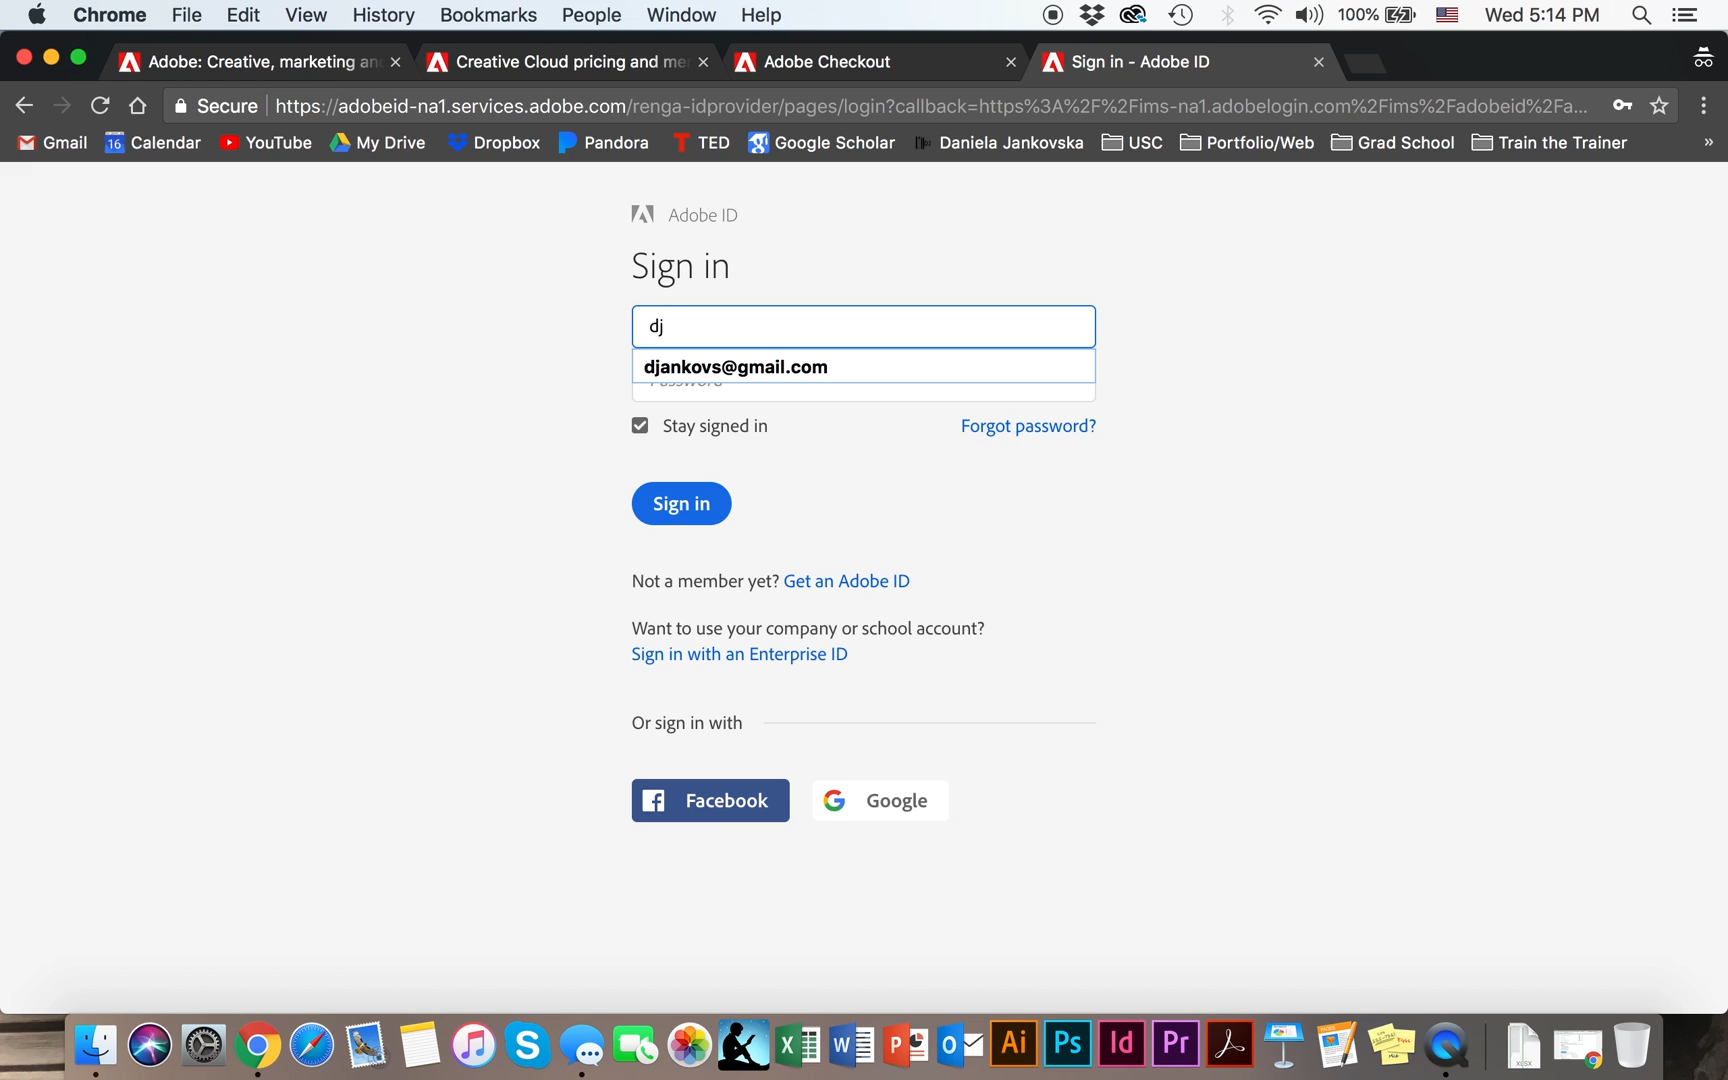 Chrome File Edit View History Bookmarks People Window Help 100% Wed 5:14 PM
Adobe: Creative, marketing an Creative Cloud pricing and me Adobe Checkout Sign in - Adobe ID
Secure https://adobeid-na1.services.adobe.com/renga-idprovider/pages/login?callback=https%3A%2F%2Fims-na1.adobelogin.com%2Fims%2Fadobeid%2Fa...
Gmail 16 Calendar YouTube My Drive Dropbox Pandora TED Google Scholar Daniela Jankovska USC Portfolio/Web Grad School Train the Trainer »
Adobe ID
Sign in
dj
djankovs@gmail.com
Password
Stay signed in Forgot password?
Sign in
Not a member yet? Get an Adobe ID
Want to use your company or school account?
Sign in with an Enterprise ID
Or sign in with
Facebook Google
Ai Ps Id Pr